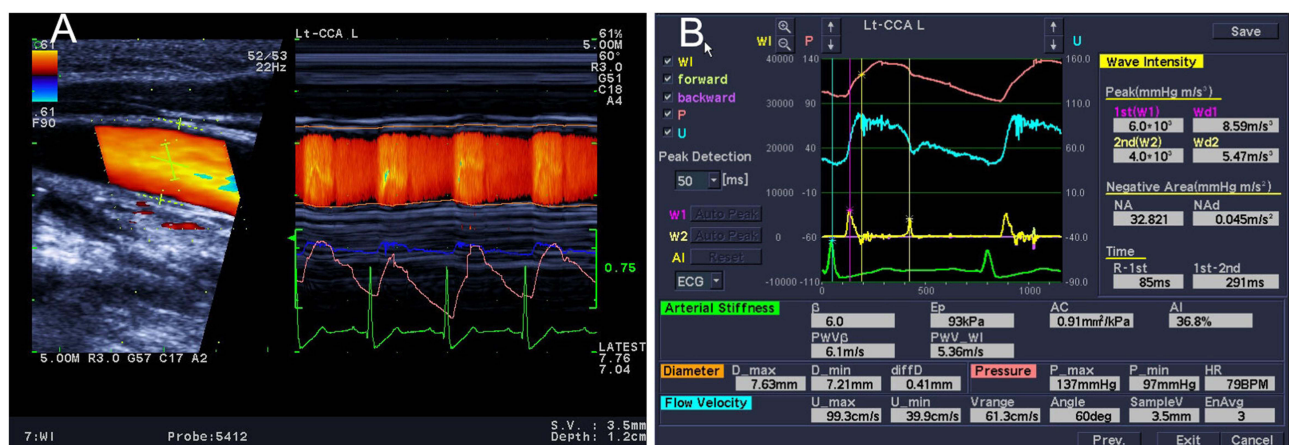 A
.61
.61
F90
52/53
22Hz
5.00M R3.0 G57 C17 A2
Lt-CCA L
61%
5.00M
60°
R3.0
G51
C18
A4
0.75
LATEST
7.76
7.04
7:WI Probe:5412
S.V. : 3.5mm
Depth: 1.2cm
B
Lt-CCA L
Save
WI P U
WI
forward
backward
P
U
Peak Detection
50 [ms]
W1 Auto Peak
W2 Auto Peak
AI Reset
ECG
40000 140 160.0
30000 90 110.0
20000 40 60.0
10000 -10 10.0
0 -60 -40.0
-10000 -110 -90.0
0 500 1000
Wave Intensity
Peak(mmHg m/s³)
1st(W1) Wd1
6.0*10³ 8.59m/s³
2nd(W2) Wd2
4.0*10³ 5.47m/s³
Negative Area(mmHg m/s²)
NA NAd
32.821 0.045m/s²
Time
R-1st 1st-2nd
85ms 291ms
Arterial Stiffness
β Ep AC AI
6.0 93kPa 0.91mm²/kPa 36.8%
PWVβ PWV_WI
6.1m/s 5.36m/s
Diameter D_max D_min diffD Pressure P_max P_min HR
7.63mm 7.21mm 0.41mm 137mmHg 97mmHg 79BPM
Flow Velocity U_max U_min Vrange Angle SampleV EnAvg
99.3cm/s 39.9cm/s 61.3cm/s 60deg 3.5mm 3
Prev. Exit Cancel